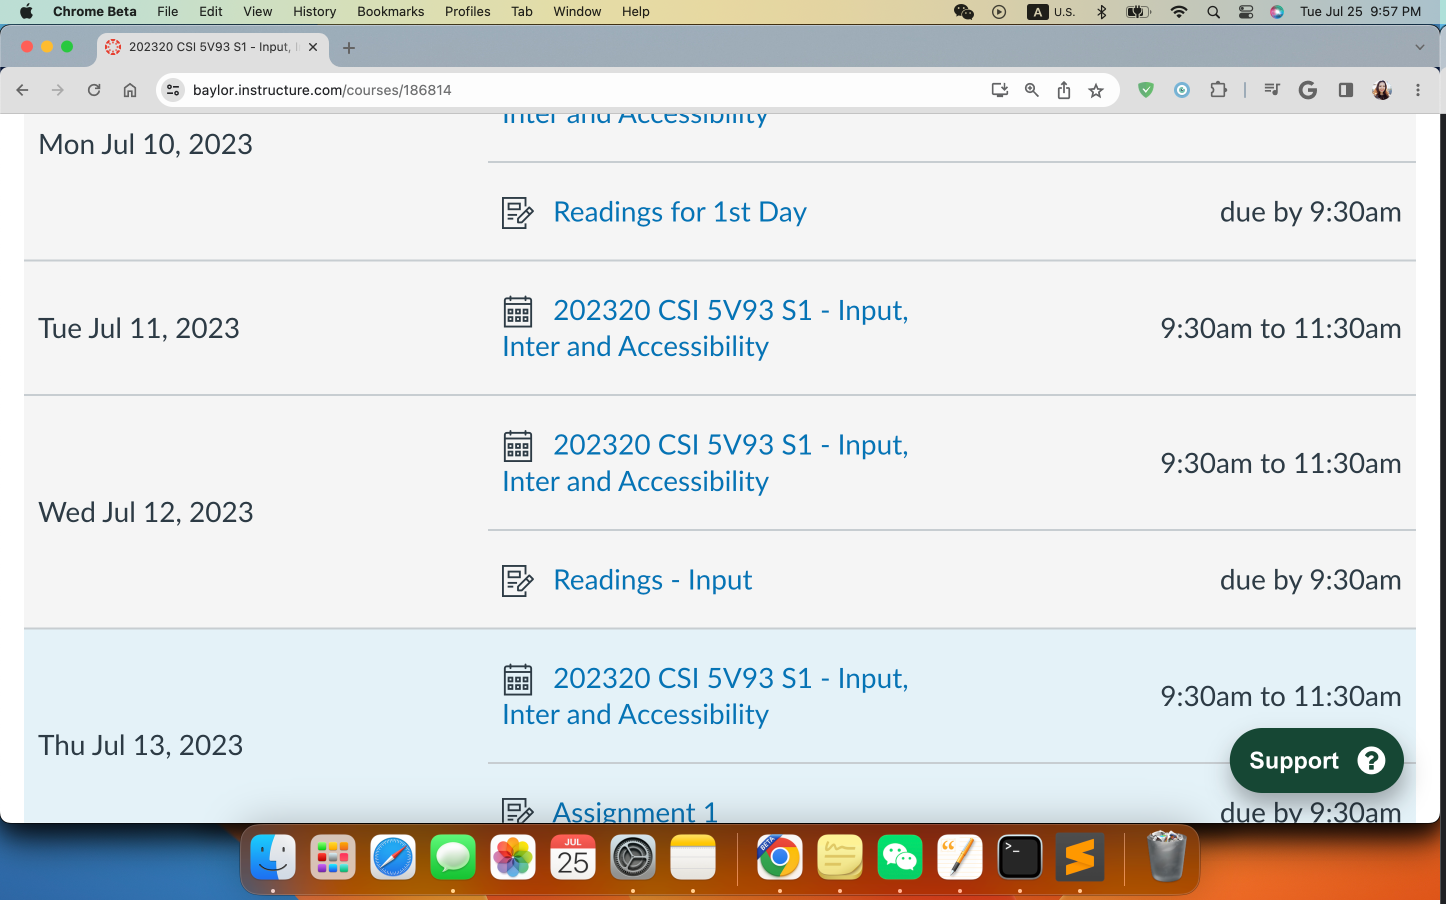 Chrome Beta File Edit View History Bookmarks Profiles Tab Window Help A U.S. Tue Jul 25 9:57 PM
202320 CSI 5V93 S1 - Input, I
baylor.instructure.com/courses/186814
Inter and Accessibility
Mon Jul 10, 2023
Readings for 1st Day due by 9:30am
202320 CSI 5V93 S1 - Input,
Tue Jul 11, 2023 9:30am to 11:30am
Inter and Accessibility
202320 CSI 5V93 S1 - Input,
9:30am to 11:30am
Inter and Accessibility
Wed Jul 12, 2023
Readings - Input due by 9:30am
202320 CSI 5V93 S1 - Input,
9:30am to 11:30am
Inter and Accessibility
Thu Jul 13, 2023
Support ?
Assignment 1 due by 9:30am
JUL
25
BETA
>_